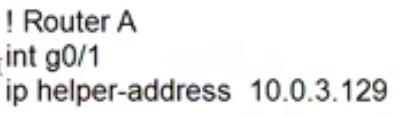 ! Router A
int g0/1
ip helper-address 10.0.3.129